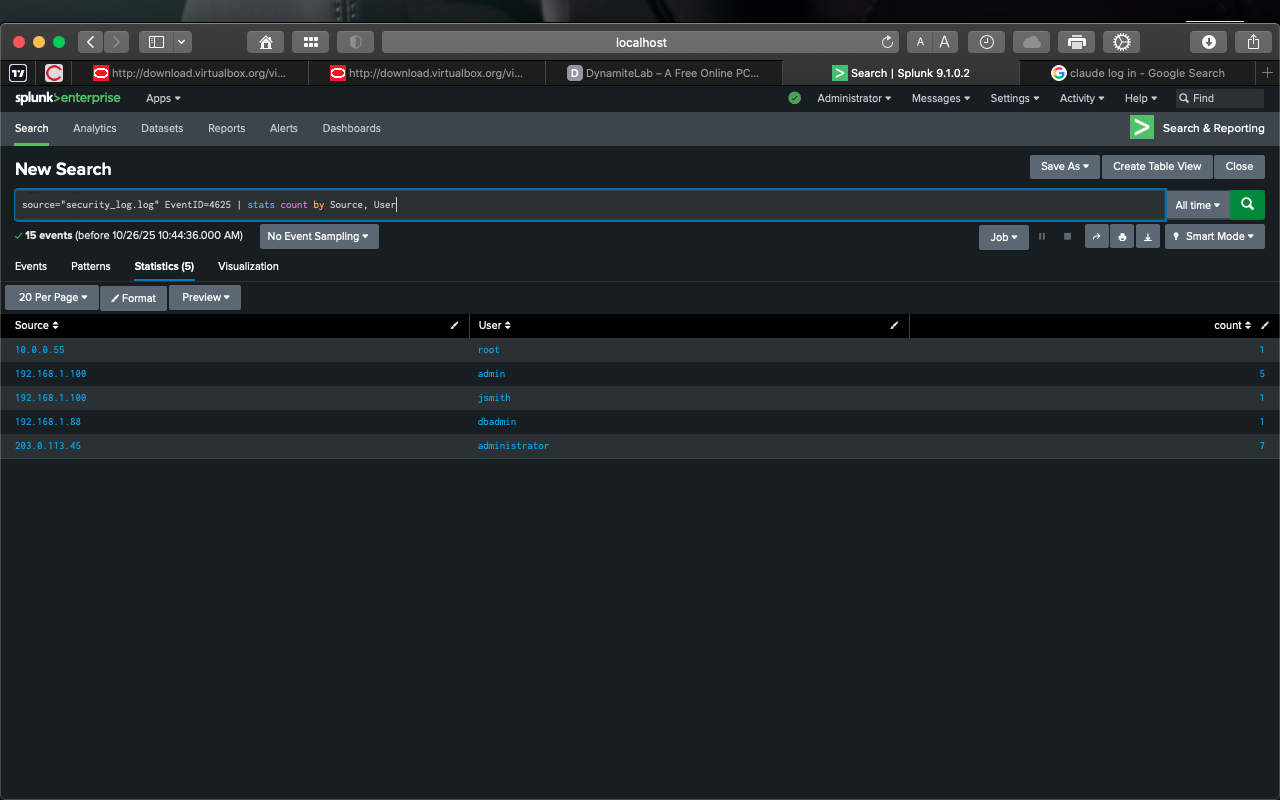 localhost
A A
http://download.virtualbox.org/vi...
http://download.virtualbox.org/vi...
D DynamiteLab – A Free Online PC...
Search | Splunk 9.1.0.2
claude log in - Google Search
splunk>enterprise Apps
Administrator Messages Settings Activity Help Find
Search Analytics Datasets Reports Alerts Dashboards
Search & Reporting
New Search
Save As Create Table View Close
source="security_log.log" EventID=4625 | stats count by Source, User
All time
15 events (before 10/26/25 10:44:36.000 AM) No Event Sampling
Job Smart Mode
Events Patterns Statistics (5) Visualization
20 Per Page Format Preview
Source User count
10.0.0.55 root 1
192.168.1.100 admin 5
192.168.1.100 jsmith 1
192.168.1.88 dbadmin 1
203.0.113.45 administrator 7